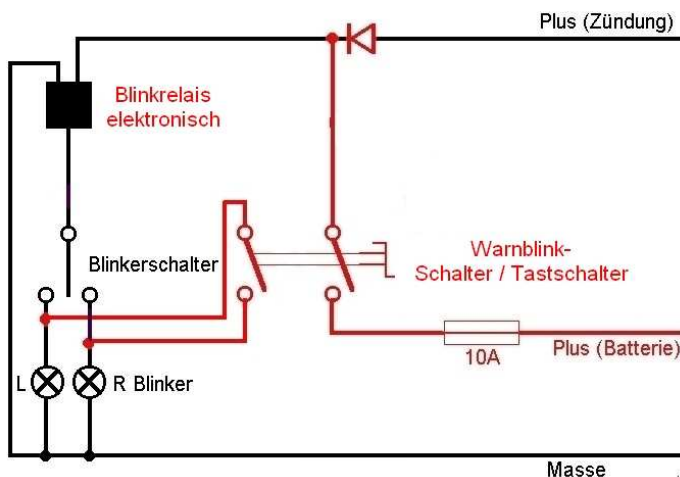 Plus (Zündung)
Blinkrelais
elektronisch
Blinkerschalter
Warnblink-
Schalter / Tastschalter
10A
Plus (Batterie)
L
R Blinker
Masse